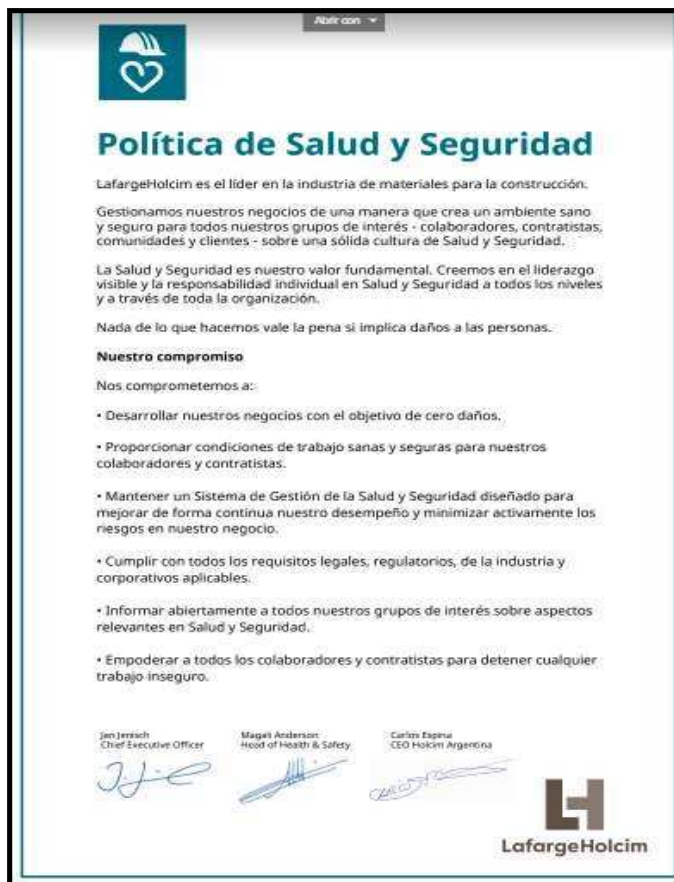 Abrir con
Política de Salud y Seguridad
LafargeHolcim es el líder en la industria de materiales para la construcción.
Gestionamos nuestros negocios de una manera que crea un ambiente sano
y seguro para todos nuestros grupos de interés - colaboradores, contratistas,
comunidades y clientes - sobre una sólida cultura de Salud y Seguridad.
La Salud y Seguridad es nuestro valor fundamental. Creemos en el liderazgo
visible y la responsabilidad individual en Salud y Seguridad a todos los niveles
y a través de toda la organización.
Nada de lo que hacemos vale la pena si implica daños a las personas.
Nuestro compromiso
Nos comprometemos a:
• Desarrollar nuestros negocios con el objetivo de cero daños.
• Proporcionar condiciones de trabajo sanas y seguras para nuestros
colaboradores y contratistas.
• Mantener un Sistema de Gestión de la Salud y Seguridad diseñado para
mejorar de forma continua nuestro desempeño y minimizar activamente los
riesgos en nuestro negocio.
• Cumplir con todos los requisitos legales, regulatorios, de la industria y
corporativos aplicables.
• Informar abiertamente a todos nuestros grupos de interés sobre aspectos
relevantes en Salud y Seguridad.
• Empoderar a todos los colaboradores y contratistas para detener cualquier
trabajo inseguro.
Jan Jenisch
Chief Executive Officer
Magali Anderson
Head of Health & Safety
Carlos Espina
CEO Holcim Argentina
LafargeHolcim